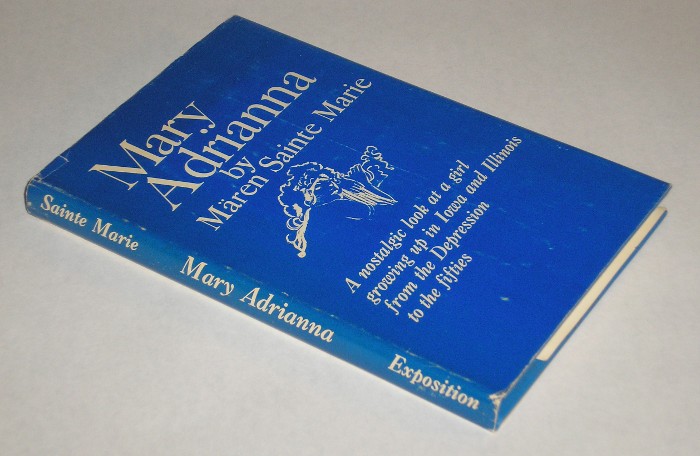 Mary
Adrianna
by
Mären Sainte Marie
A nostalgic look at a girl
growing up in Iowa and Illinois
from the Depression
to the fifties
Sainte Marie
Mary Adrianna
Exposition